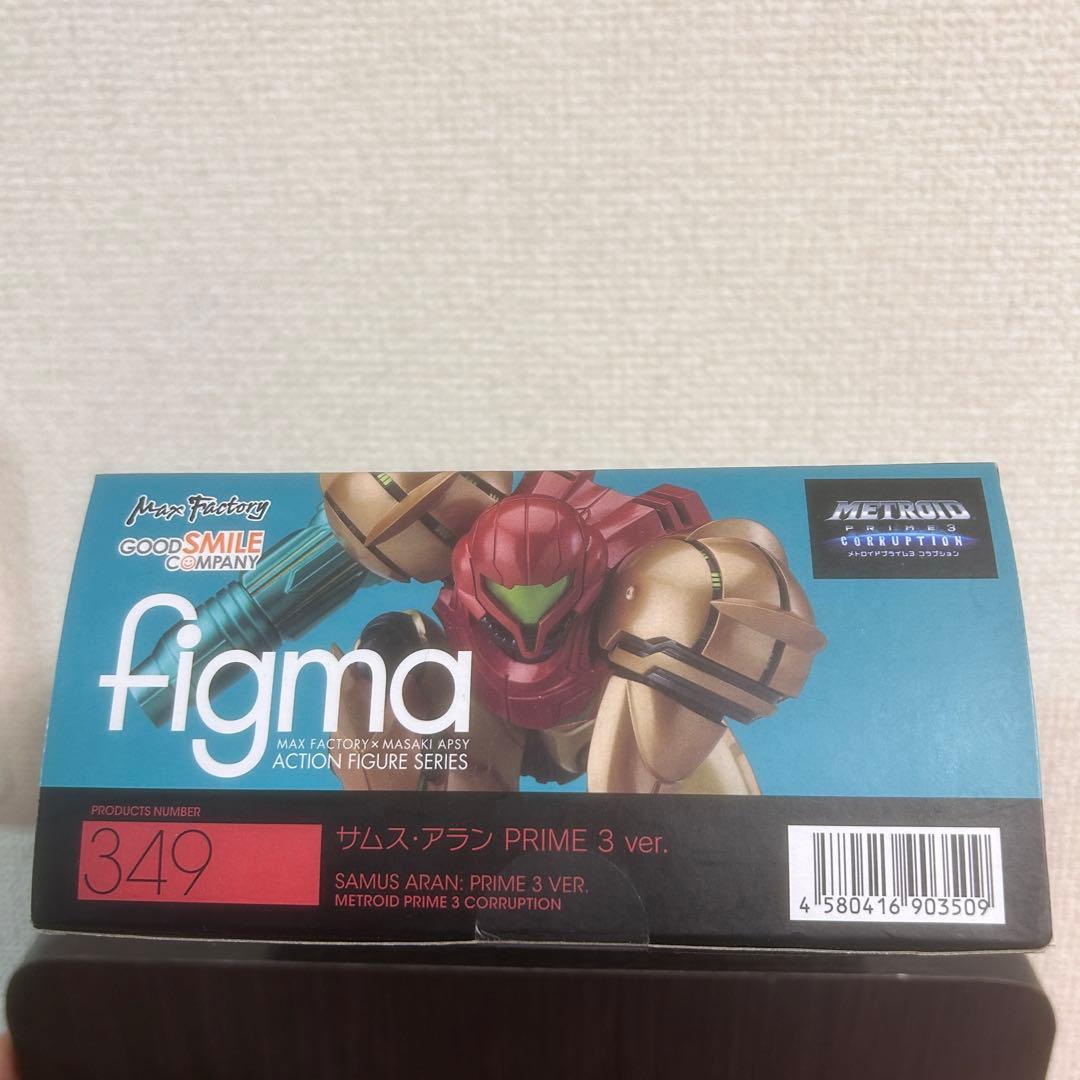 Max Factory
GOOD SMILE
COMPANY
figma
MAX FACTORY × MASAKI APSY
ACTION FIGURE SERIES
METROID
PRIME 3
CORRUPTION
メトロイドプライム3 コラプション
PRODUCTS NUMBER
349
サムス・アラン PRIME 3 ver.
SAMUS ARAN: PRIME 3 VER.
METROID PRIME 3 CORRUPTION
4 580416 903509